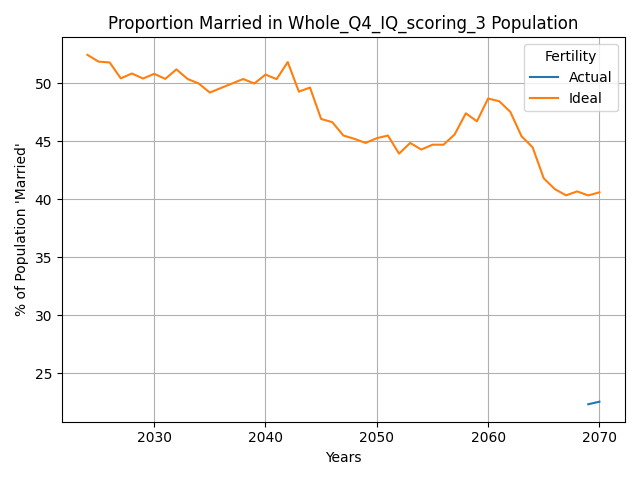 Proportion Married in Whole_Q4_IQ_scoring_3 Population
Fertility
Actual
Ideal
% of Population 'Married'
50
45
40
35
30
25
2030
2040
2050
2060
2070
Years